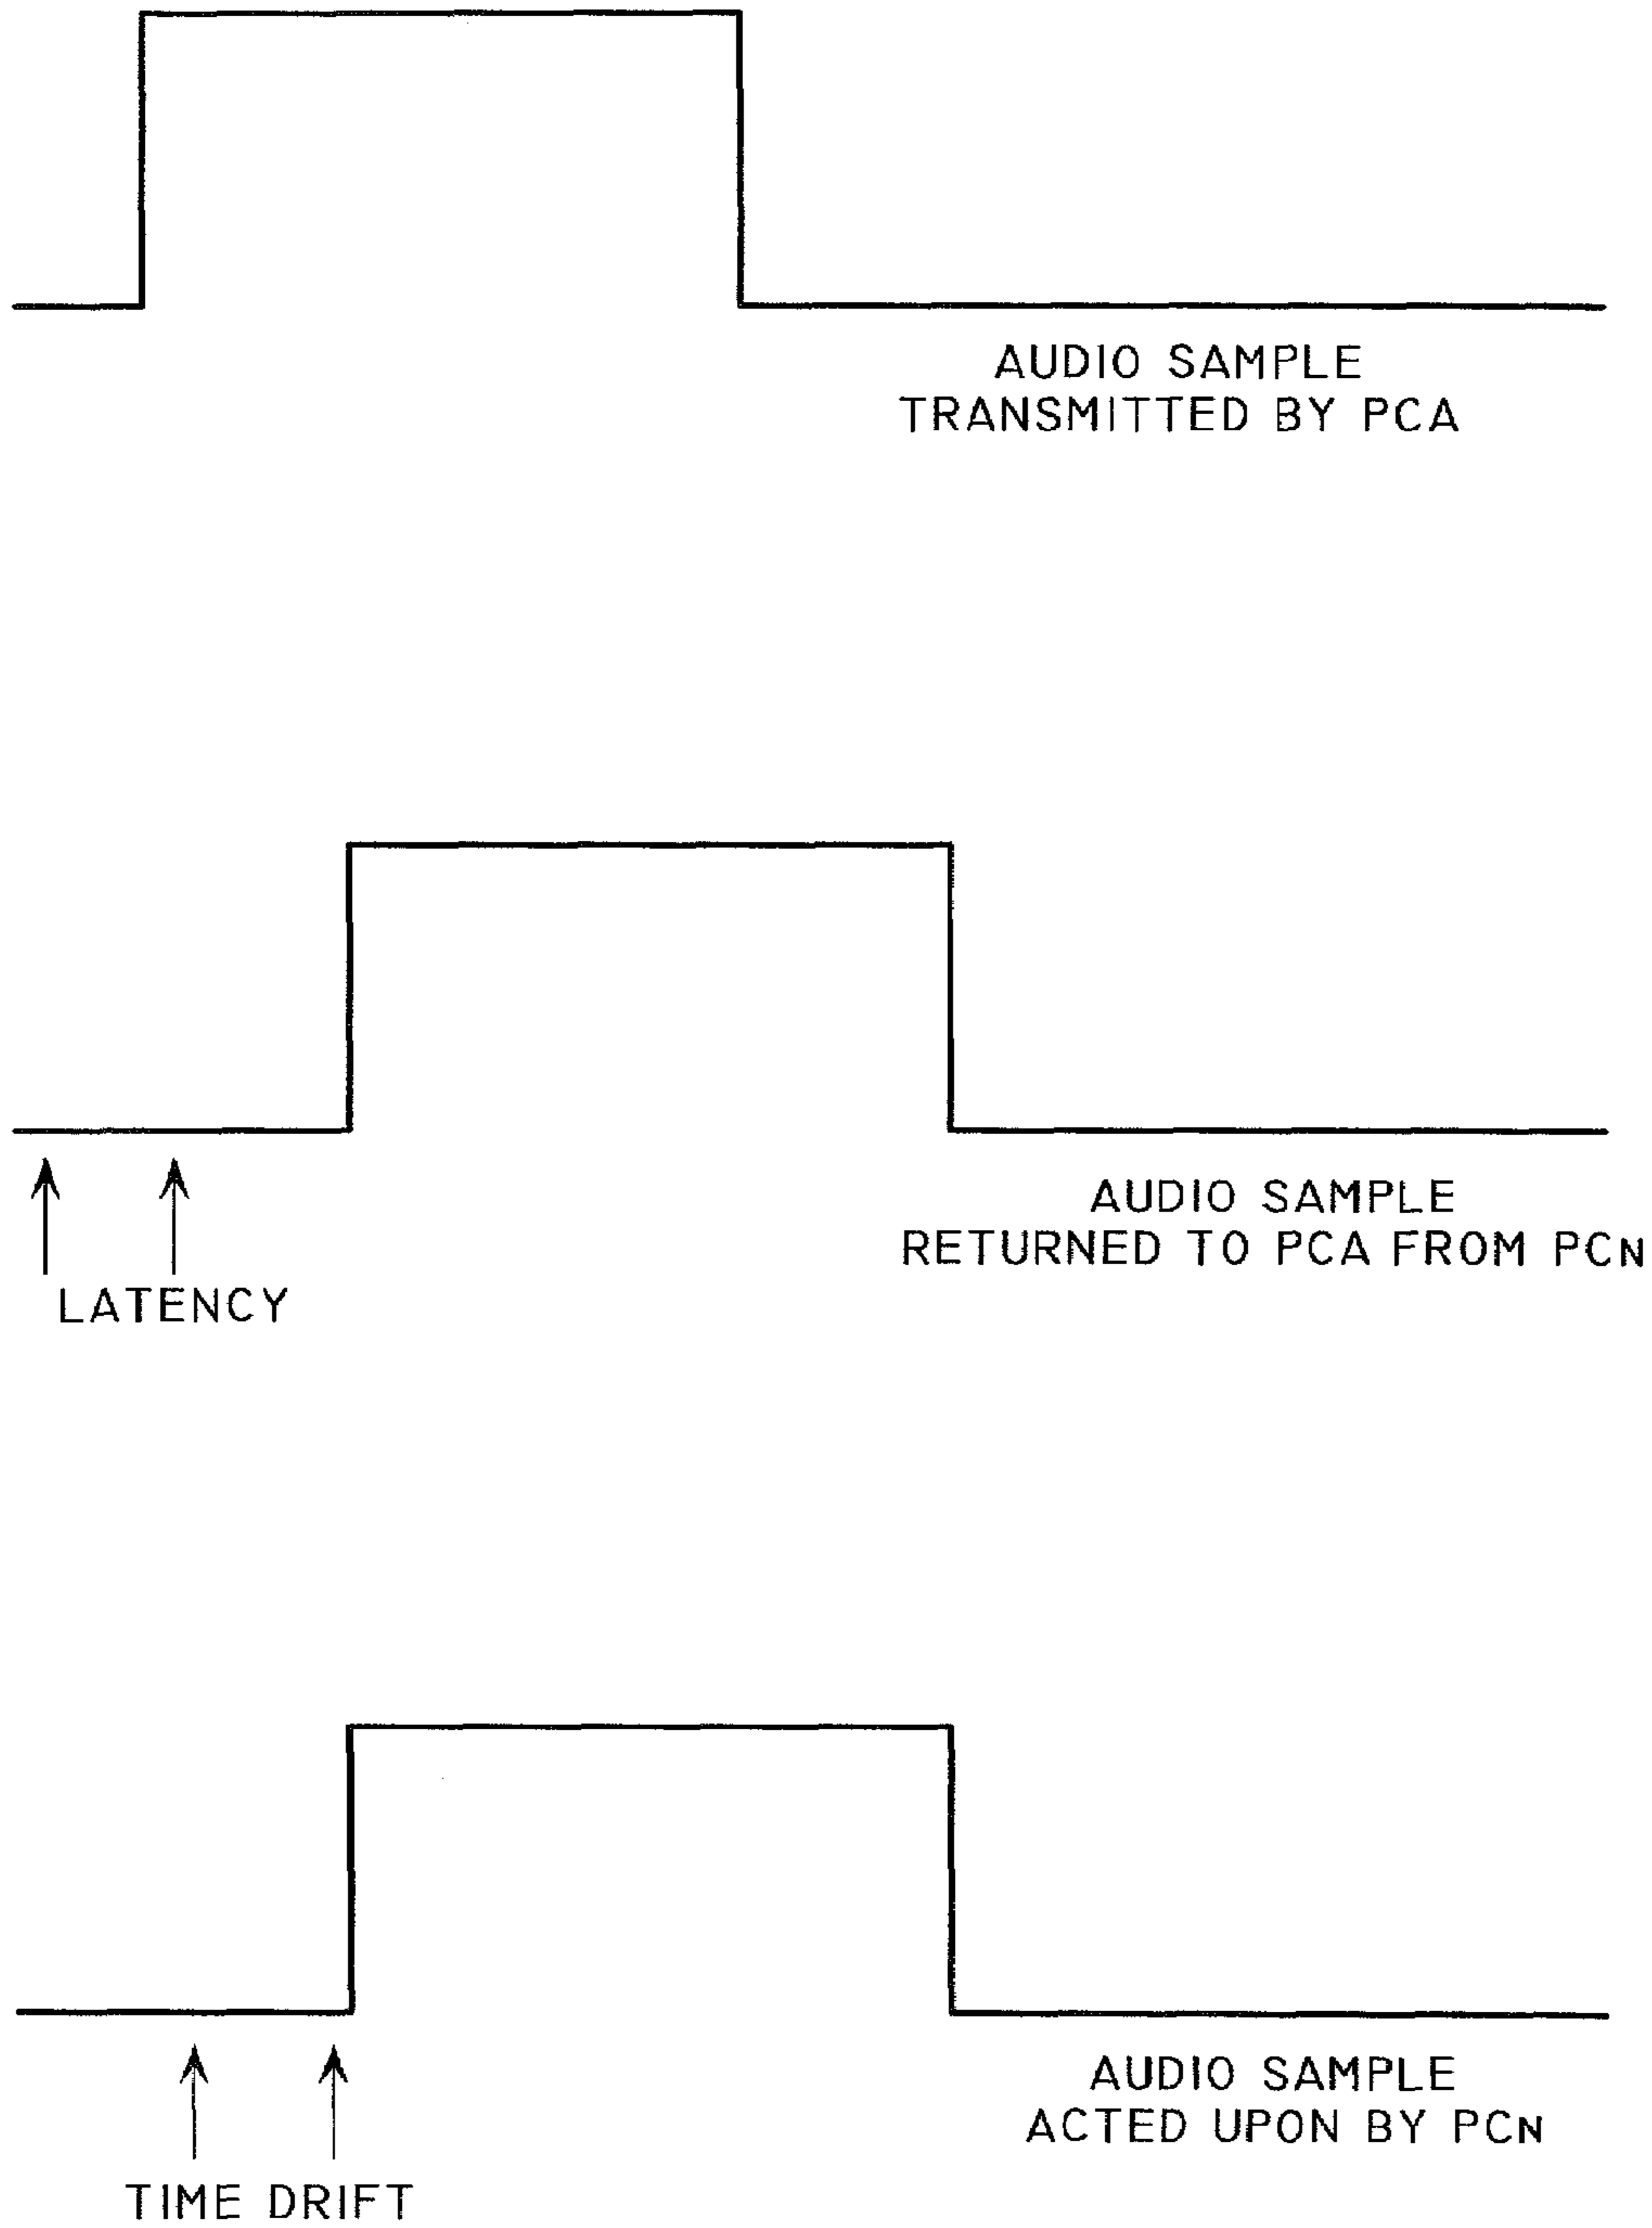 AUDIO SAMPLE
TRANSMITTED BY PCA
AUDIO SAMPLE
RETURNED TO PCA FROM PCN
LATENCY
AUDIO SAMPLE
ACTED UPON BY PCN
TIME DRIFT